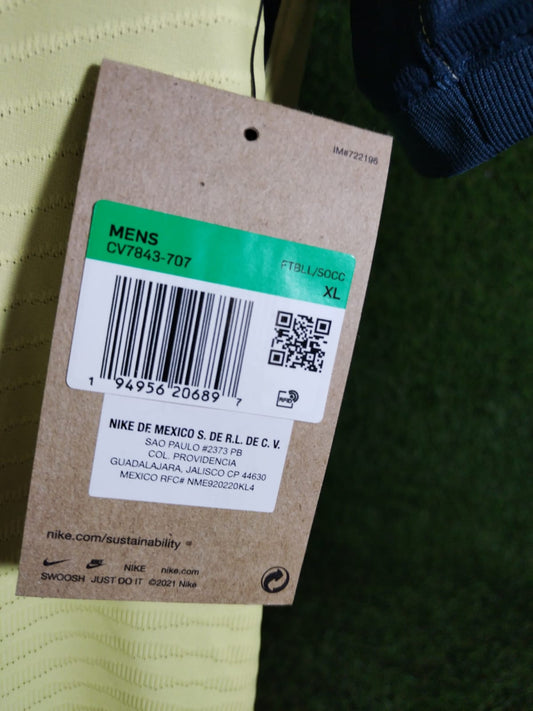 IM#722196
MENS
CV7843-707
FTBLL/SOCC
XL
1 94956 20689 7
RFID
NIKE DE MEXICO S. DE R.L. DE C. V.
SAO PAULO #2373 PB
COL. PROVIDENCIA
GUADALAJARA, JALISCO CP 44630
MEXICO RFC# NME920220KL4
nike.com/sustainability
NIKE nike.com
SWOOSH JUST DO IT ©2021 Nike